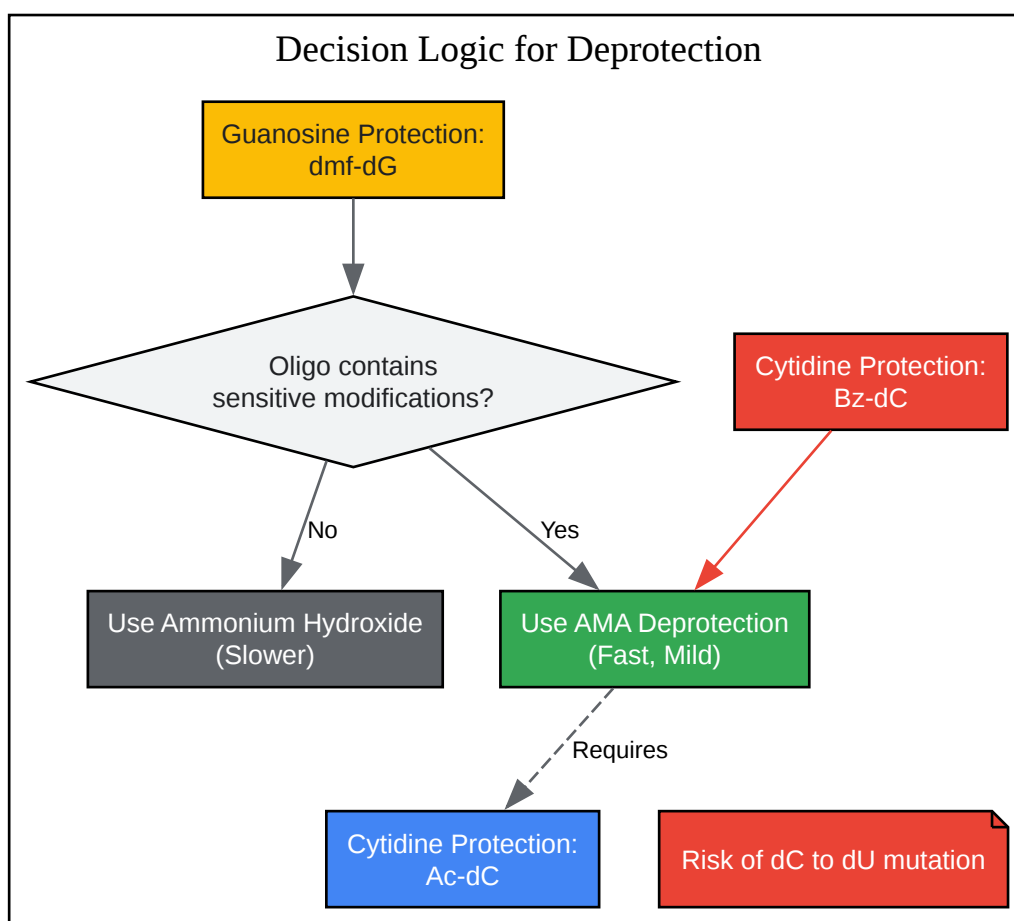 Decision Logic for Deprotection
Guanosine Protection:
dmf-dG
Oligo contains
sensitive modifications?
Cytidine Protection:
Bz-dC
No
Yes
Use Ammonium Hydroxide
(Slower)
Use AMA Deprotection
(Fast, Mild)
Requires
Cytidine Protection:
Ac-dC
Risk of dC to dU mutation